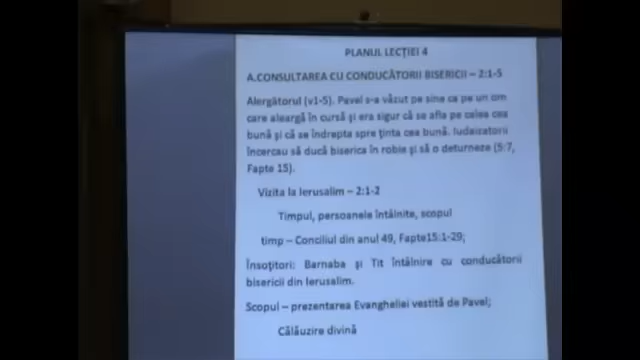 PLANUL LECȚIEI 4
A.CONSULTAREA CU CONDUCĂTORII BISERICII – 2:1-5
Alergătorul (v1-5). Pavel s-a văzut pe sine ca pe un om
care aleargă în cursă și era sigur că se afla pe calea cea
bună și că se îndrepta spre ținta cea bună. Iudaizatorii
încercau să ducă biserica în robie și să o deturneze (5:7,
Fapte 15).
Vizita la Ierusalim – 2:1-2
Timpul, persoanele întâlnite, scopul
timp – Conciliul din anul 49, Fapte15:1-29;
Însoțitori: Barnaba și Tit întâlnire cu conducătorii
bisericii din Ierusalim.
Scopul – prezentarea Evangheliei vestită de Pavel;
Călăuzire divină